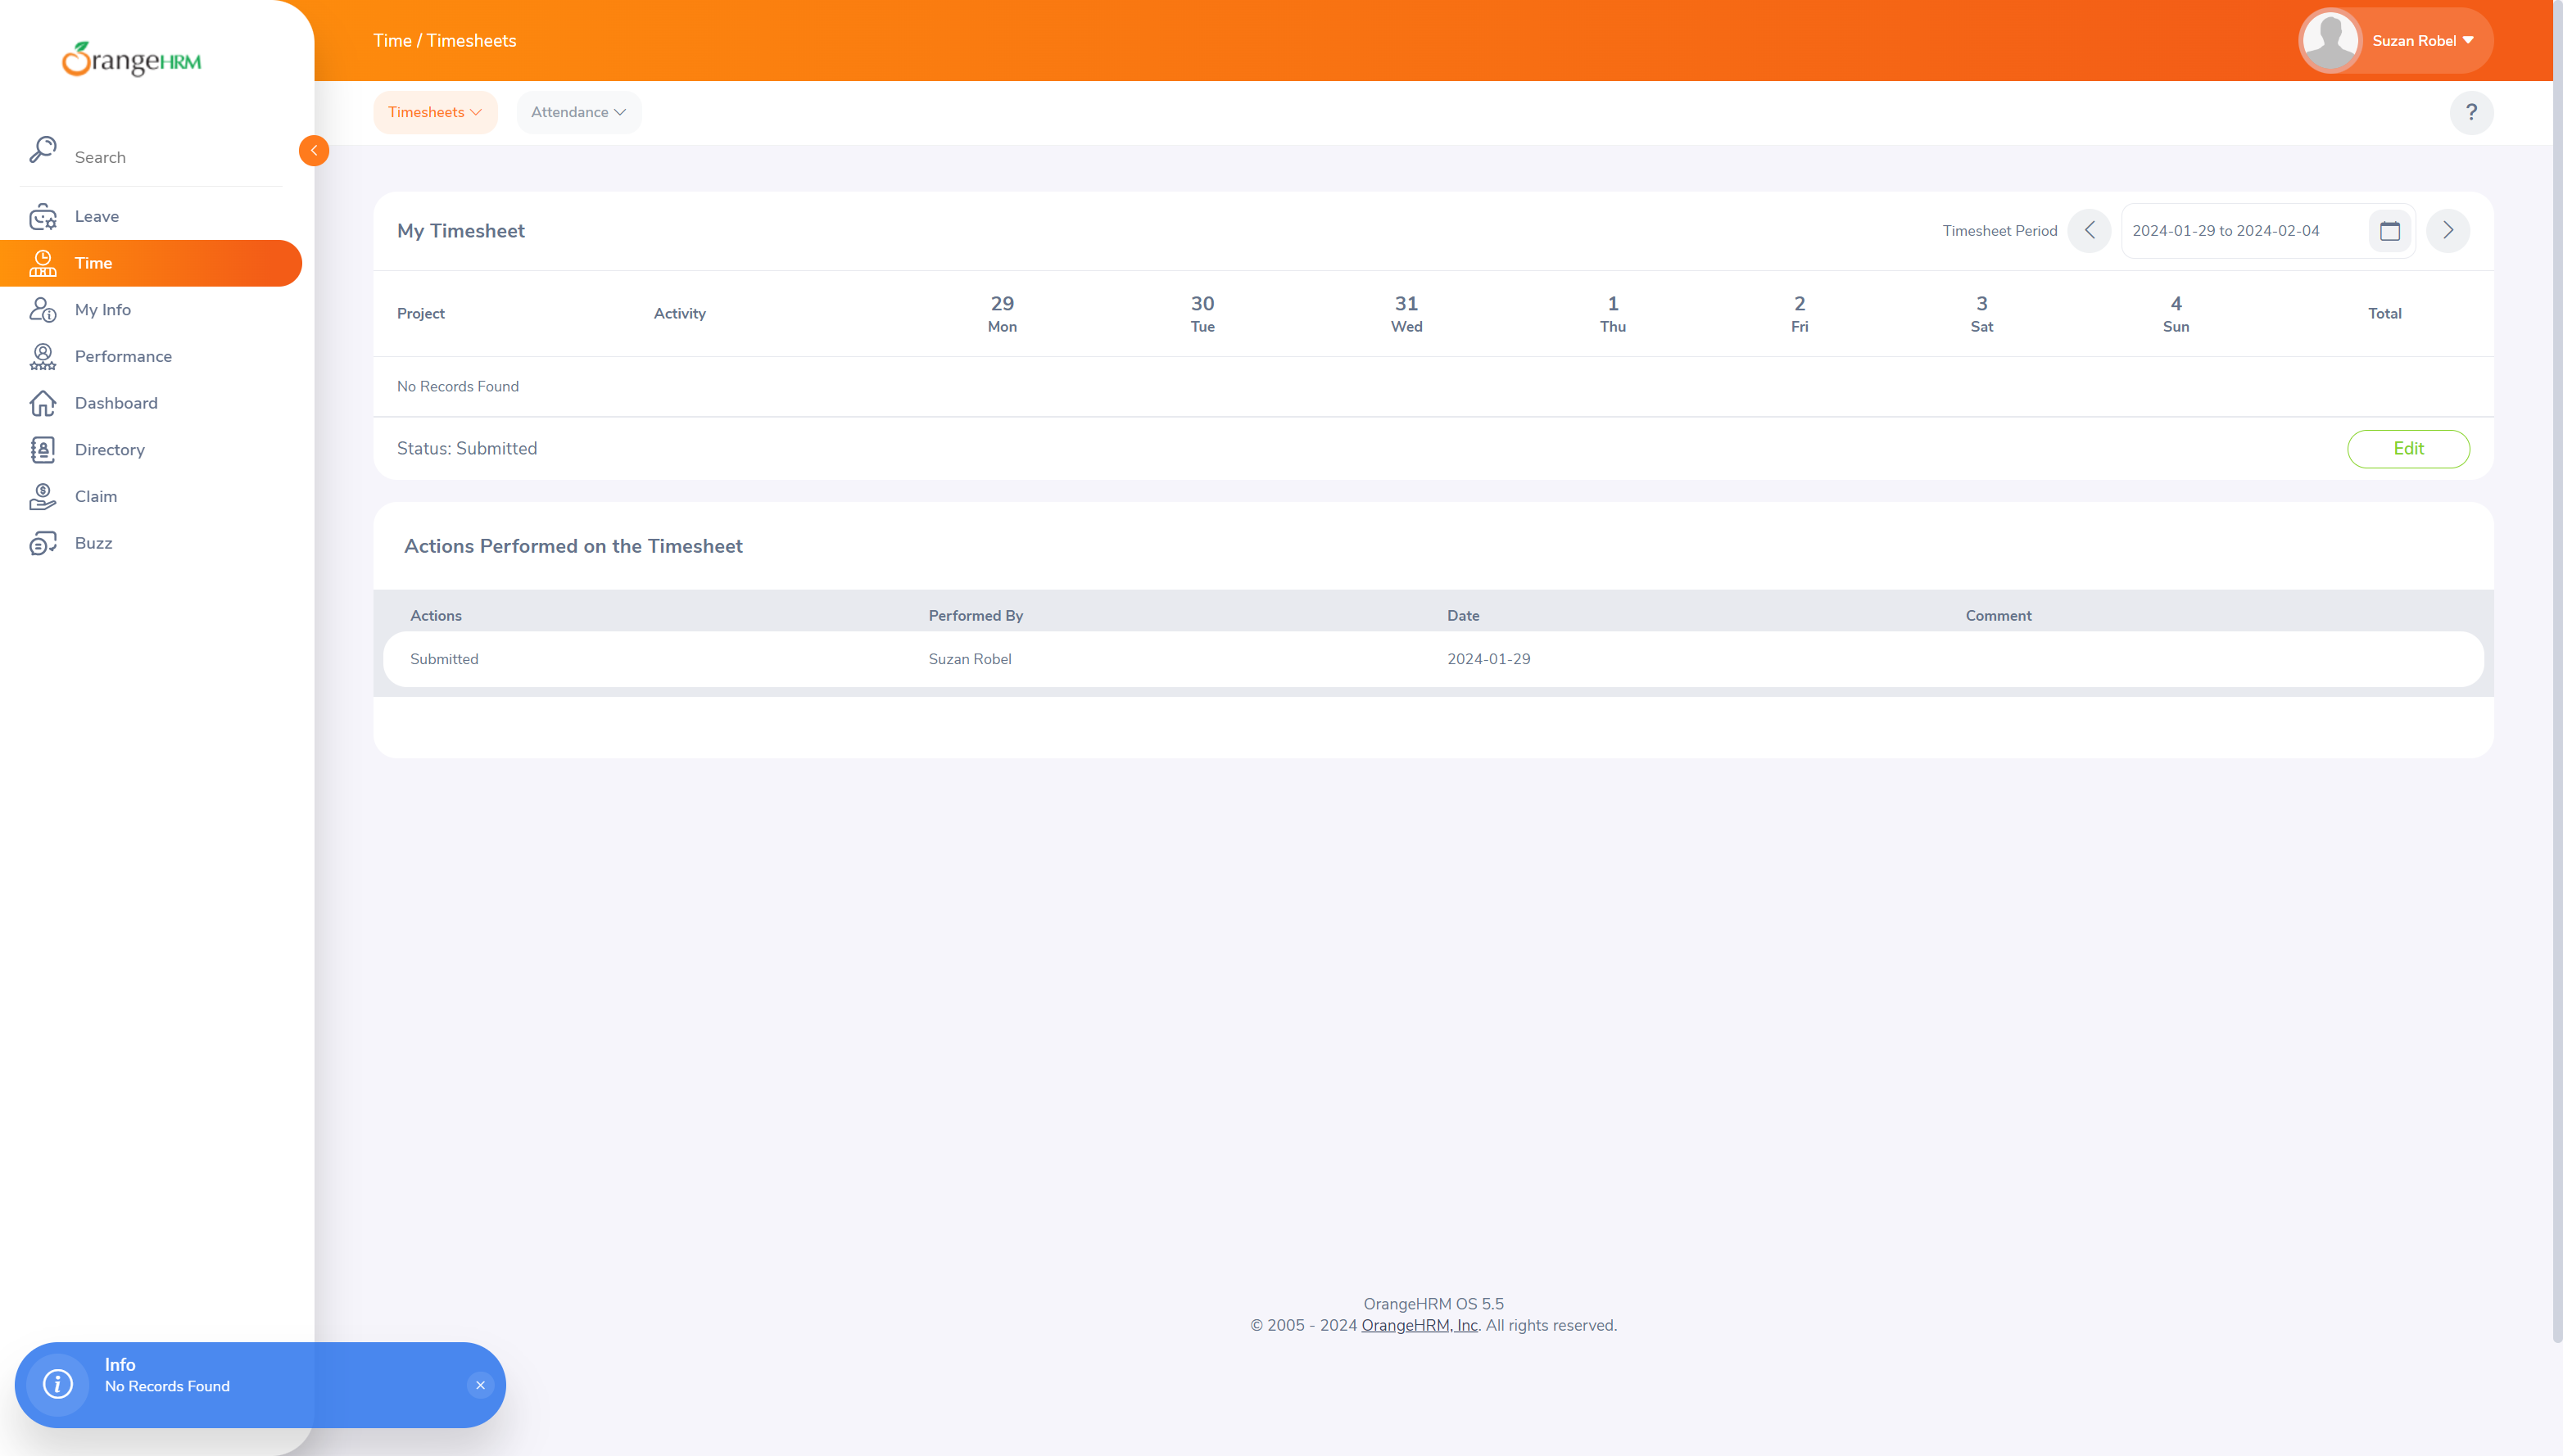 OrangeHRM
Time / Timesheets
Suzan Robel
Timesheets
Attendance
?
Search
Leave
Time
My Info
Performance
Dashboard
Directory
Claim
Buzz
My Timesheet
Timesheet Period
2024-01-29 to 2024-02-04
Project Activity 29 Mon 30 Tue 31 Wed 1 Thu 2 Fri 3 Sat 4 Sun Total
No Records Found
Status: Submitted
Edit
Actions Performed on the Timesheet
Actions Performed By Date Comment
Submitted Suzan Robel 2024-01-29
OrangeHRM OS 5.5
© 2005 - 2024 OrangeHRM, Inc. All rights reserved.
Info
No Records Found